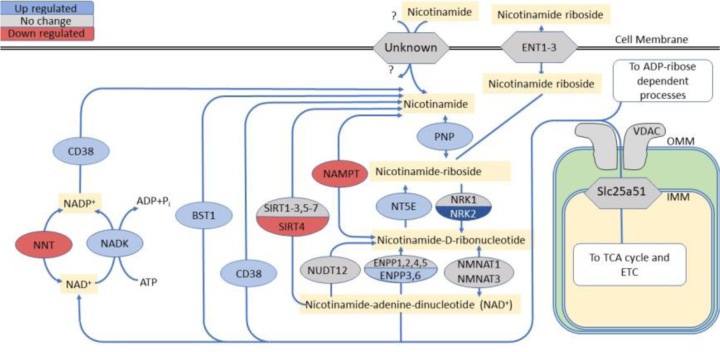 Up regulated
No change
Down regulated
?
Nicotinamide
Nicotinamide riboside
Unknown
ENT1-3
Cell Membrane
?
Nicotinamide riboside
To ADP-ribose
dependent
processes
Nicotinamide
PNP
CD38
VDAC
OMM
NAMPT
Nicotinamide-riboside
Slc25a51
IMM
NADP⁺
ADP+Pi
BST1
SIRT1-3,5-7
SIRT4
NT5E
NRK1
NRK2
NNT
NADK
Nicotinamide-D-ribonucleotide
To TCA cycle and
ETC
CD38
NUDT12
ENPP1,2,4,5
ENPP3,6
NMNAT1
NMNAT3
NAD⁺
ATP
Nicotinamide-adenine-dinucleotide (NAD⁺)